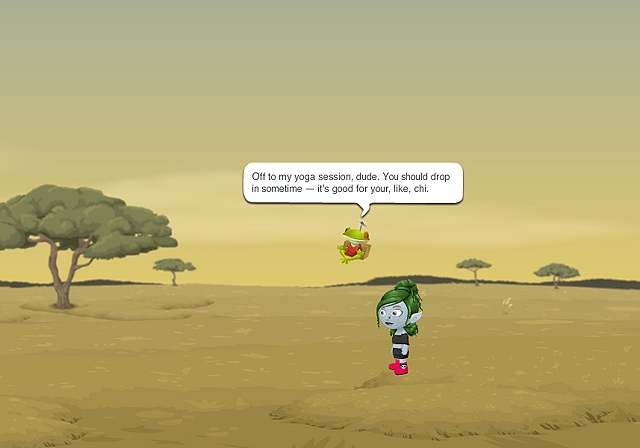 Off to my yoga session, dude. You should drop
in sometime — it's good for your, like, chi.